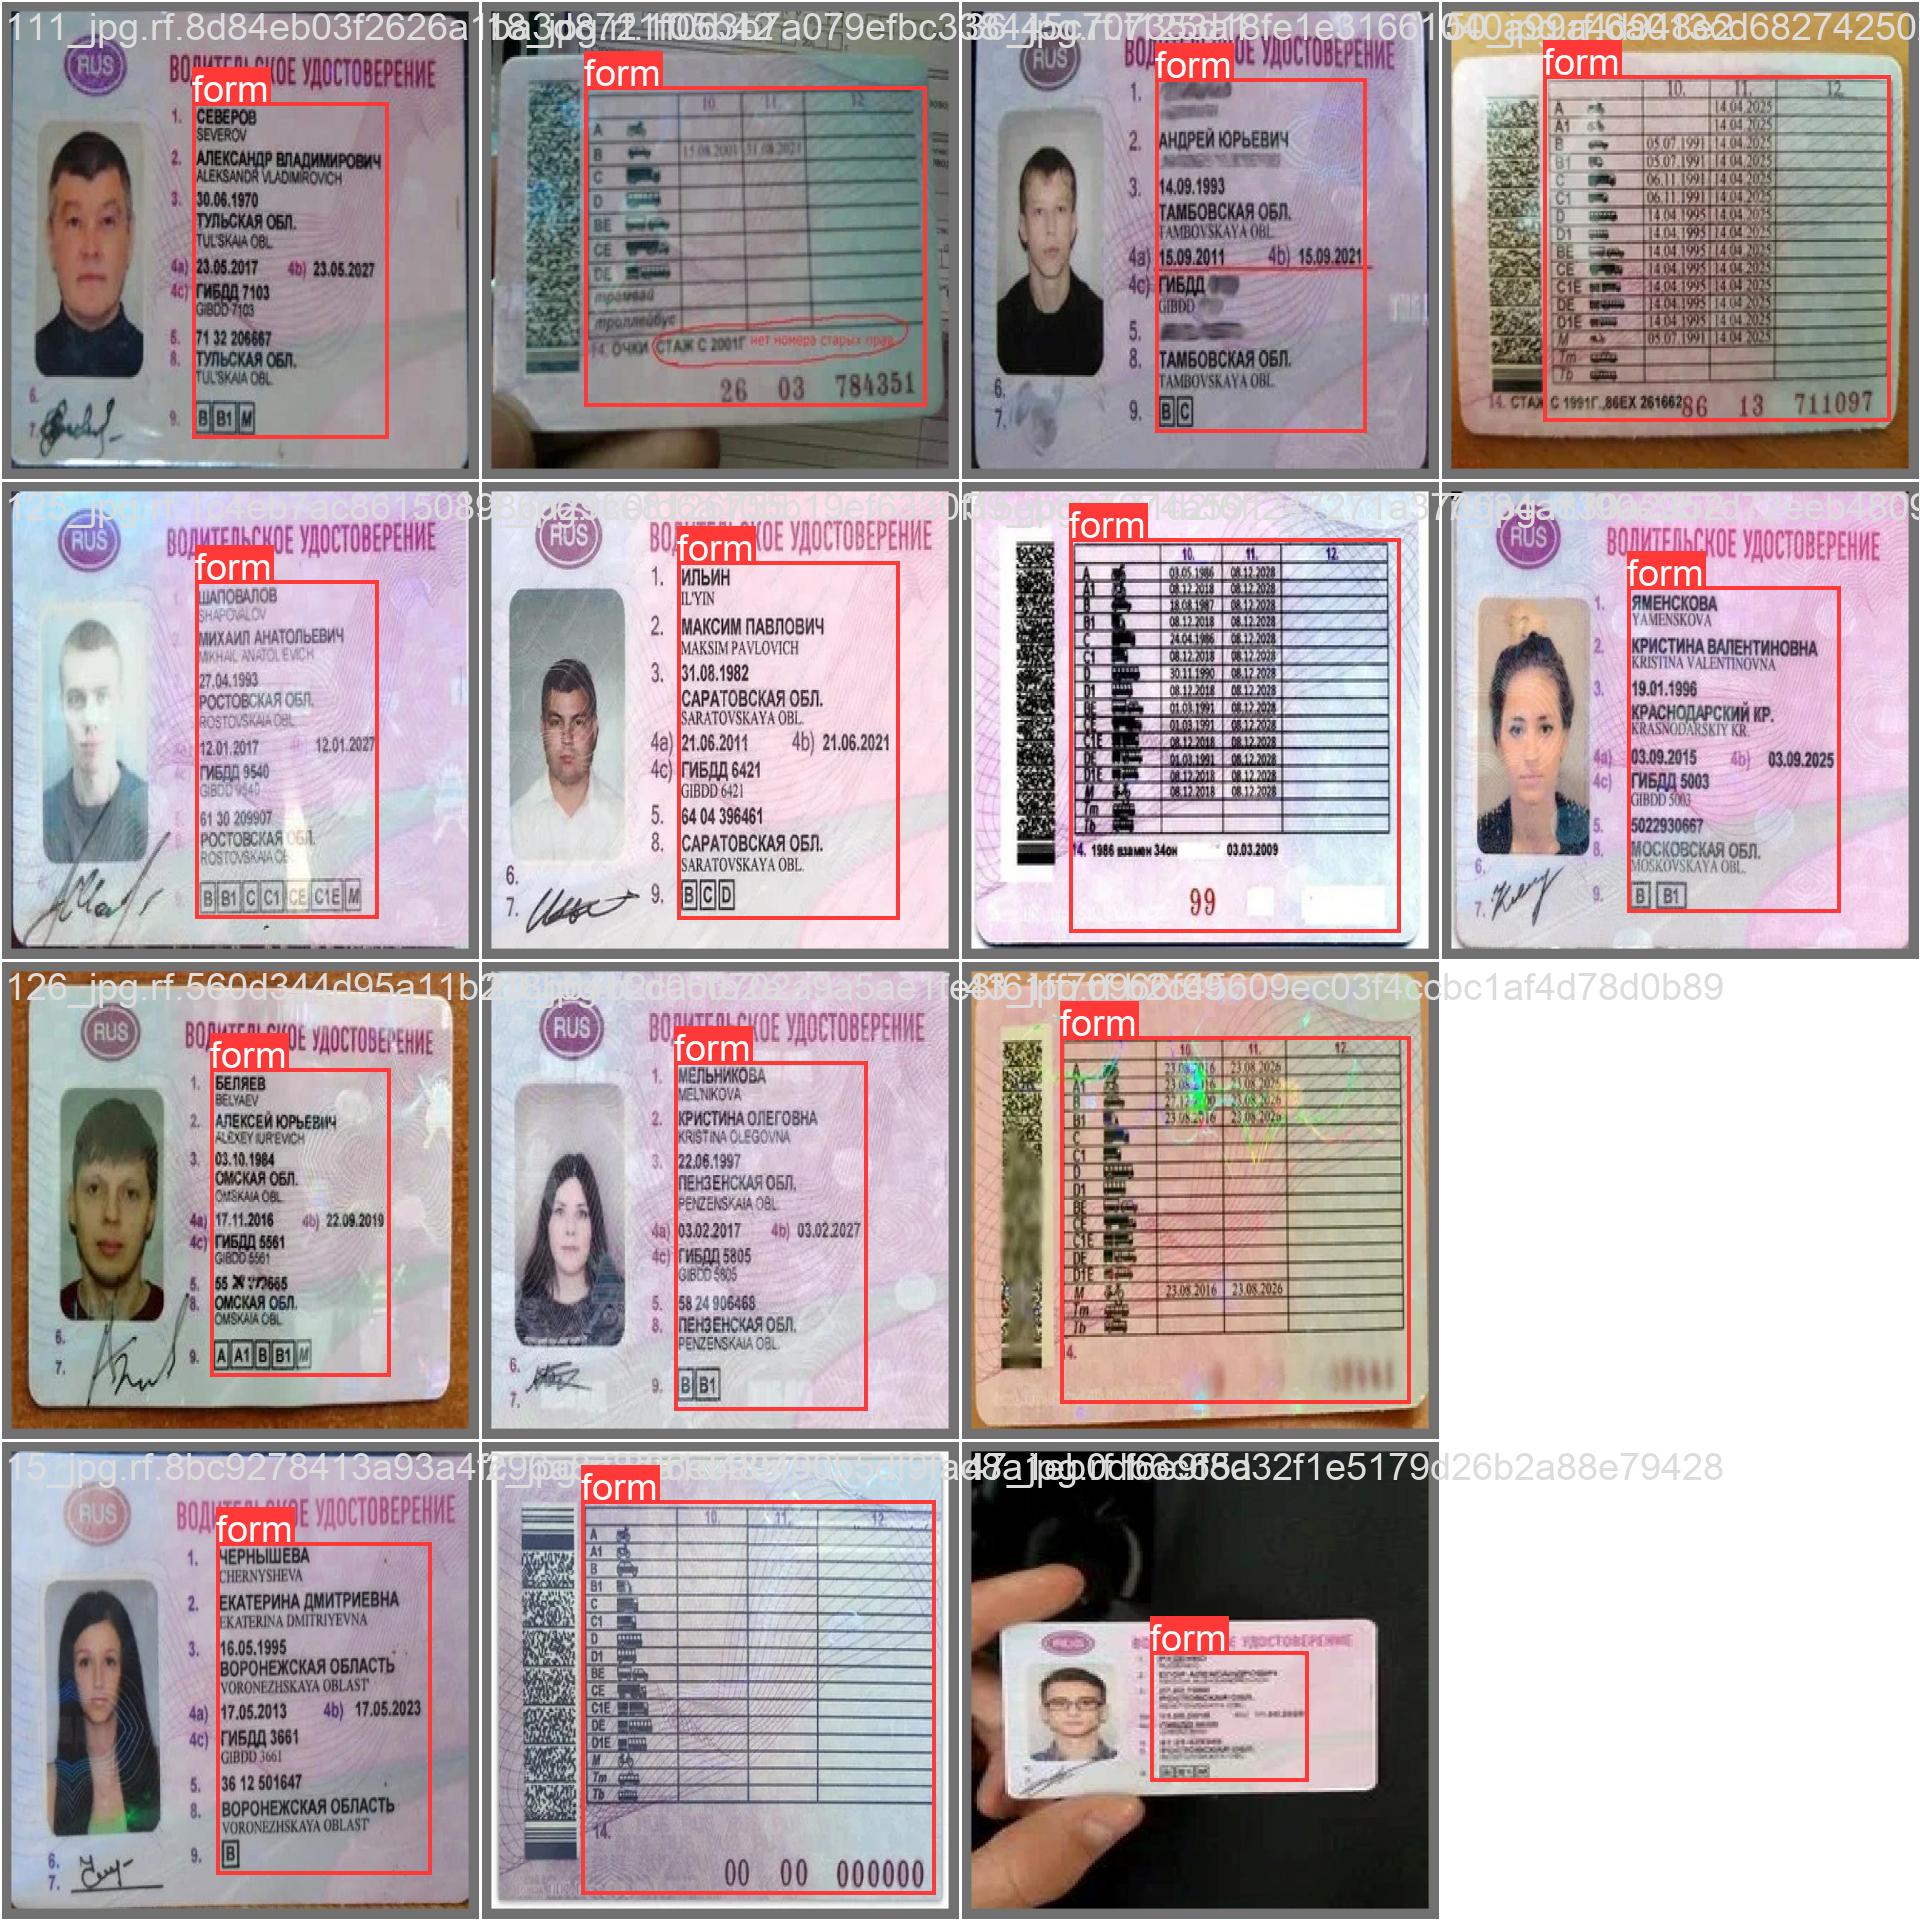 RUS
ВОДИТЕЛЬСКОЕ УДОСТОВЕРЕНИЕ
form
1. СЕВЕРОВ
SEVEROV
2. АЛЕКСАНДР ВЛАДИМИРОВИЧ
ALEKSANDR VLADIMIROVICH
3. 30.06.1970
ТУЛЬСКАЯ ОБЛ.
TUL'SKAIA OBL.
4a) 23.05.2017 4b) 23.05.2027
4c) ГИБДД 7103
GIBDD 7103
5. 71 32 206667
8. ТУЛЬСКАЯ ОБЛ.
TUL'SKAIA OBL.
6.
7.
9. B B1 M
form
10. 11. 12.
A
B 15.08.2001 31.08.2021
C
D
BE
CE
DE
трамвай
троллейбус
14. ОЧКИ СТАЖ С 2001Г нет номера старых прав
26 03 784351
RUS
УДОСТОВЕРЕНИЕ
form
1.
2. АНДРЕЙ ЮРЬЕВИЧ
3. 14.09.1993
ТАМБОВСКАЯ ОБЛ.
TAMBOVSKAYA OBL.
4a) 15.09.2011 4b) 15.09.2021
4c) ГИБДД
GIBDD
5.
8. ТАМБОВСКАЯ ОБЛ.
TAMBOVSKAYA OBL.
6.
7.
9. B C
form
10. 11. 12.
A 14.04.2025
A1 14.04.2025
B 05.07.1991 14.04.2025
B1 05.07.1991 14.04.2025
C 06.11.1991 14.04.2025
C1 06.11.1991 14.04.2025
D 14.04.1995 14.04.2025
D1 14.04.1995 14.04.2025
BE 14.04.1995 14.04.2025
CE 14.04.1995 14.04.2025
C1E 14.04.1995 14.04.2025
DE 14.04.1995 14.04.2025
D1E 14.04.1995 14.04.2025
M 05.07.1991 14.04.2025
Tm
Tb
14. СТАЖ С 1991Г.,86ЕХ 261662
86 13 711097
RUS
ВОДИТЕЛЬСКОЕ УДОСТОВЕРЕНИЕ
form
ШАПОВАЛОВ
SHAPOVALOV
МИХАИЛ АНАТОЛЬЕВИЧ
MIKHAIL ANATOL'EVICH
27.04.1993
РОСТОВСКАЯ ОБЛ.
ROSTOVSKAIA OBL.
12.01.2017 12.01.2027
ГИБДД 9540
GIBDD 9540
61 30 209907
РОСТОВСКАЯ ОБЛ.
ROSTOVSKAIA OBL.
B B1 C C1 CE C1E M
RUS
ВОДИТЕЛЬСКОЕ УДОСТОВЕРЕНИЕ
form
1. ИЛЬИН
IL'YIN
2. МАКСИМ ПАВЛОВИЧ
MAKSIM PAVLOVICH
3. 31.08.1982
САРАТОВСКАЯ ОБЛ.
SARATOVSKAYA OBL.
4a) 21.06.2011 4b) 21.06.2021
4c) ГИБДД 6421
GIBDD 6421
5. 64 04 396461
8. САРАТОВСКАЯ ОБЛ.
SARATOVSKAYA OBL.
6.
7.
9. B C D
form
10. 11. 12.
A 03.05.1986 08.12.2028
A1 08.12.2018 08.12.2028
B 18.08.1987 08.12.2028
B1 08.12.2018 08.12.2028
C 24.04.1986 08.12.2028
C1 08.12.2018 08.12.2028
D 30.11.1990 08.12.2028
D1 08.12.2018 08.12.2028
BE 01.03.1991 08.12.2028
CE 01.03.1991 08.12.2028
C1E 08.12.2018 08.12.2028
DE 01.03.1991 08.12.2028
D1E 08.12.2018 08.12.2028
M 08.12.2018 08.12.2028
Tm
Tb
14. 1986 взамен 34он 03.03.2009
99
RUS
ВОДИТЕЛЬСКОЕ УДОСТОВЕРЕНИЕ
form
1. ЯМЕНСКОВА
YAMENSKOVA
2. КРИСТИНА ВАЛЕНТИНОВНА
KRISTINA VALENTINOVNA
3. 19.01.1996
КРАСНОДАРСКИЙ КР.
KRASNODARSKIY KR.
4a) 03.09.2015 4b) 03.09.2025
4c) ГИБДД 5003
GIBDD 5003
5. 5022930667
8. МОСКОВСКАЯ ОБЛ.
MOSKOVSKAYA OBL.
6.
7.
9. B B1
RUS
ВОДИТЕЛЬСКОЕ УДОСТОВЕРЕНИЕ
form
1. БЕЛЯЕВ
BELYAEV
2. АЛЕКСЕЙ ЮРЬЕВИЧ
ALEXEY IUR'EVICH
3. 03.10.1984
ОМСКАЯ ОБЛ.
OMSKAIA OBL.
4a) 17.11.2016 4b) 22.09.2019
4c) ГИБДД 5561
GIBDD 5561
5. 55
8. ОМСКАЯ ОБЛ.
OMSKAIA OBL.
6.
7.
9. A A1 B B1 M
RUS
ВОДИТЕЛЬСКОЕ УДОСТОВЕРЕНИЕ
form
1. МЕЛЬНИКОВА
MEL'NIKOVA
2. КРИСТИНА ОЛЕГОВНА
KRISTINA OLEGOVNA
3. 22.06.1997
ПЕНЗЕНСКАЯ ОБЛ.
PENZENSKAIA OBL.
4a) 03.02.2017 4b) 03.02.2027
4c) ГИБДД 5805
GIBDD 5805
5. 58 24 906468
8. ПЕНЗЕНСКАЯ ОБЛ.
PENZENSKAIA OBL.
6.
7.
9. B B1
form
10. 11. 12.
A 23.08.2016 23.08.2026
A1 23.08.2016 23.08.2026
B 23.08.2026
B1 23.08.2016 23.08.2026
C
C1
D
D1
BE
CE
C1E
DE
D1E
M 23.08.2016 23.08.2026
Tm
Tb
RUS
ВОДИТЕЛЬСКОЕ УДОСТОВЕРЕНИЕ
form
1. ЧЕРНЫШЕВА
CHERNYSHEVA
2. ЕКАТЕРИНА ДМИТРИЕВНА
EKATERINA DMITRIYEVNA
3. 16.05.1995
ВОРОНЕЖСКАЯ ОБЛАСТЬ
VORONEZHSKAYA OBLAST'
4a) 17.05.2013 4b) 17.05.2023
4c) ГИБДД 3661
GIBDD 3661
5. 36 12 501647
8. ВОРОНЕЖСКАЯ ОБЛАСТЬ
VORONEZHSKAYA OBLAST'
6.
7.
9. B
form
10. 11. 12.
A
A1
B
B1
C
C1
D
D1
BE
CE
C1E
DE
D1E
M
Tm
Tb
14.
00 00 000000
RUS
УДОСТОВЕРЕНИЕ
form